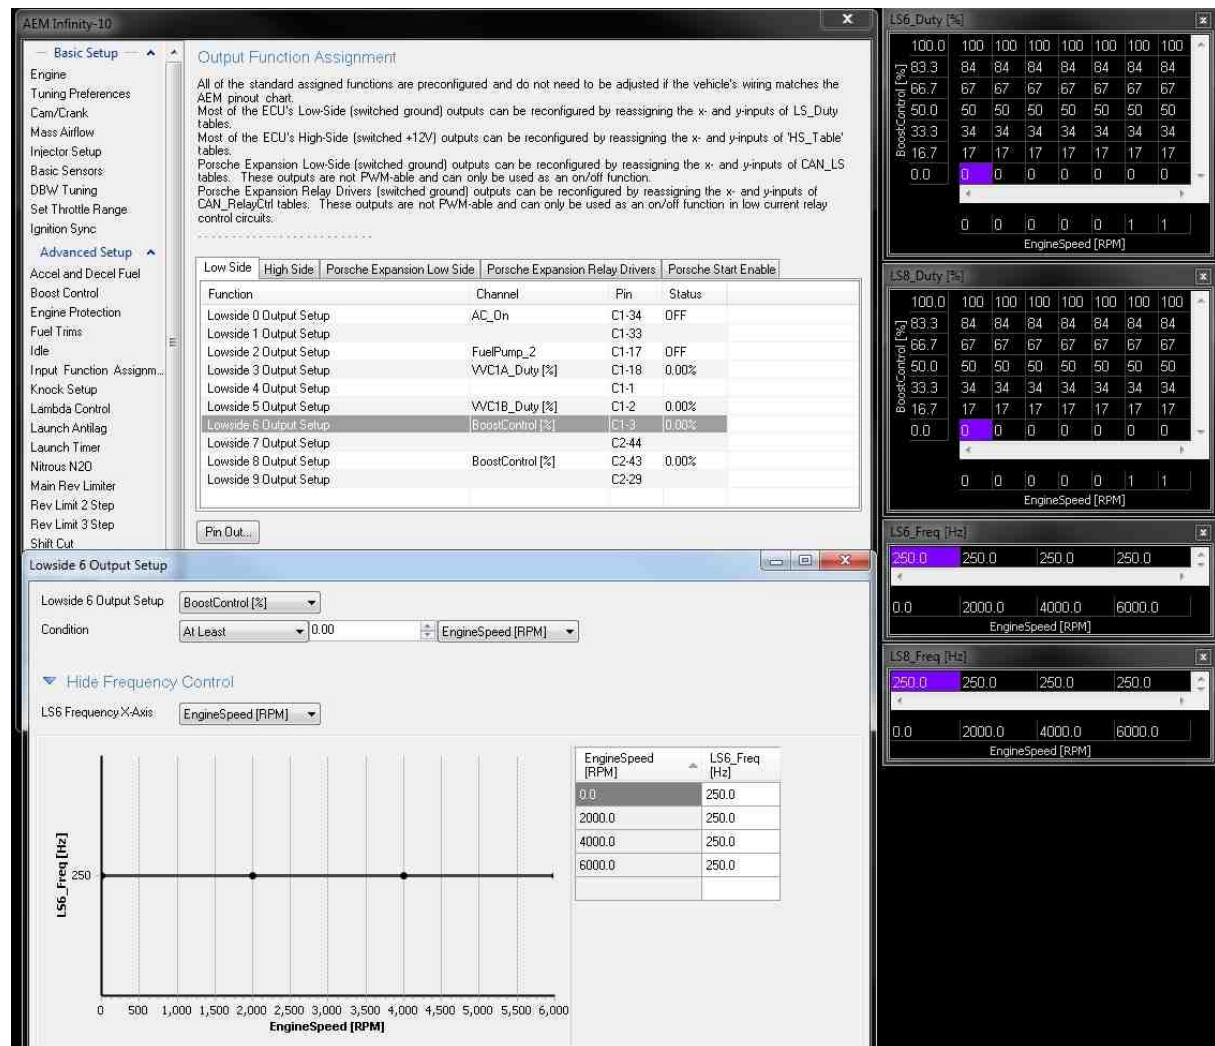 AEM Infinity-10
Basic Setup
Engine
Tuning Preferences
Cam/Crank
Mass Airflow
Injector Setup
Basic Sensors
DBW Tuning
Set Throttle Range
Ignition Sync
Advanced Setup
Accel and Decel Fuel
Boost Control
Engine Protection
Fuel Trims
Idle
Input Function Assignm...
Knock Setup
Lambda Control
Launch Antilag
Launch Timer
Nitrous N2O
Main Rev Limiter
Rev Limit 2 Step
Rev Limit 3 Step
Shift Cut
Output Function Assignment
All of the standard assigned functions are preconfigured and do not need to be adjusted if the vehicle's wiring matches the
AEM pinout chart.
Most of the ECU's Low-Side (switched ground) outputs can be reconfigured by reassigning the x- and y-inputs of LS_Duty
tables.
Most of the ECU's High-Side (switched +12V) outputs can be reconfigured by reassigning the x- and y-inputs of 'HS_Table'
tables.
Porsche Expansion Low-Side (switched ground) outputs can be reconfigured by reassigning the x- and y-inputs of CAN_LS
tables. These outputs are not PWM-able and can only be used as an on/off function.
Porsche Expansion Relay Drivers (switched ground) outputs can be reconfigured by reassigning the x- and y-inputs of
CAN_RelayCtrl tables. These outputs are not PWM-able and can only be used as an on/off function in low current relay
control circuits.
Low Side High Side Porsche Expansion Low Side Porsche Expansion Relay Drivers Porsche Start Enable
Function Channel Pin Status
Lowside 0 Output Setup AC_On C1-34 OFF
Lowside 1 Output Setup C1-33
Lowside 2 Output Setup FuelPump_2 C1-17 OFF
Lowside 3 Output Setup VVC1A_Duty [%] C1-18 0.00%
Lowside 4 Output Setup C1-1
Lowside 5 Output Setup VVC1B_Duty [%] C1-2 0.00%
Lowside 6 Output Setup BoostControl [%] C1-3 0.00%
Lowside 7 Output Setup C2-44
Lowside 8 Output Setup BoostControl [%] C2-43 0.00%
Lowside 9 Output Setup C2-29
Pin Out...
Lowside 6 Output Setup
Lowside 6 Output Setup BoostControl [%]
Condition At Least 0.00 EngineSpeed [RPM]
Hide Frequency Control
LS6 Frequency X-Axis EngineSpeed [RPM]
LS6_Freq [Hz]
250
0 500 1,000 1,500 2,000 2,500 3,000 3,500 4,000 4,500 5,000 5,500 6,000
EngineSpeed [RPM]
EngineSpeed [RPM] LS6_Freq [Hz]
0.0 250.0
2000.0 250.0
4000.0 250.0
6000.0 250.0
LS6_Duty [%]
BoostControl [%]
100.0 100 100 100 100 100 100 100
83.3 84 84 84 84 84 84 84
66.7 67 67 67 67 67 67 67
50.0 50 50 50 50 50 50 50
33.3 34 34 34 34 34 34 34
16.7 17 17 17 17 17 17 17
0.0 0 0 0 0 0 0 0
0 0 0 0 0 1 1
EngineSpeed [RPM]
LS8_Duty [%]
BoostControl [%]
100.0 100 100 100 100 100 100 100
83.3 84 84 84 84 84 84 84
66.7 67 67 67 67 67 67 67
50.0 50 50 50 50 50 50 50
33.3 34 34 34 34 34 34 34
16.7 17 17 17 17 17 17 17
0.0 0 0 0 0 0 0 0
0 0 0 0 0 1 1
EngineSpeed [RPM]
LS6_Freq [Hz]
250.0 250.0 250.0 250.0
0.0 2000.0 4000.0 6000.0
EngineSpeed [RPM]
LS8_Freq [Hz]
250.0 250.0 250.0 250.0
0.0 2000.0 4000.0 6000.0
EngineSpeed [RPM]